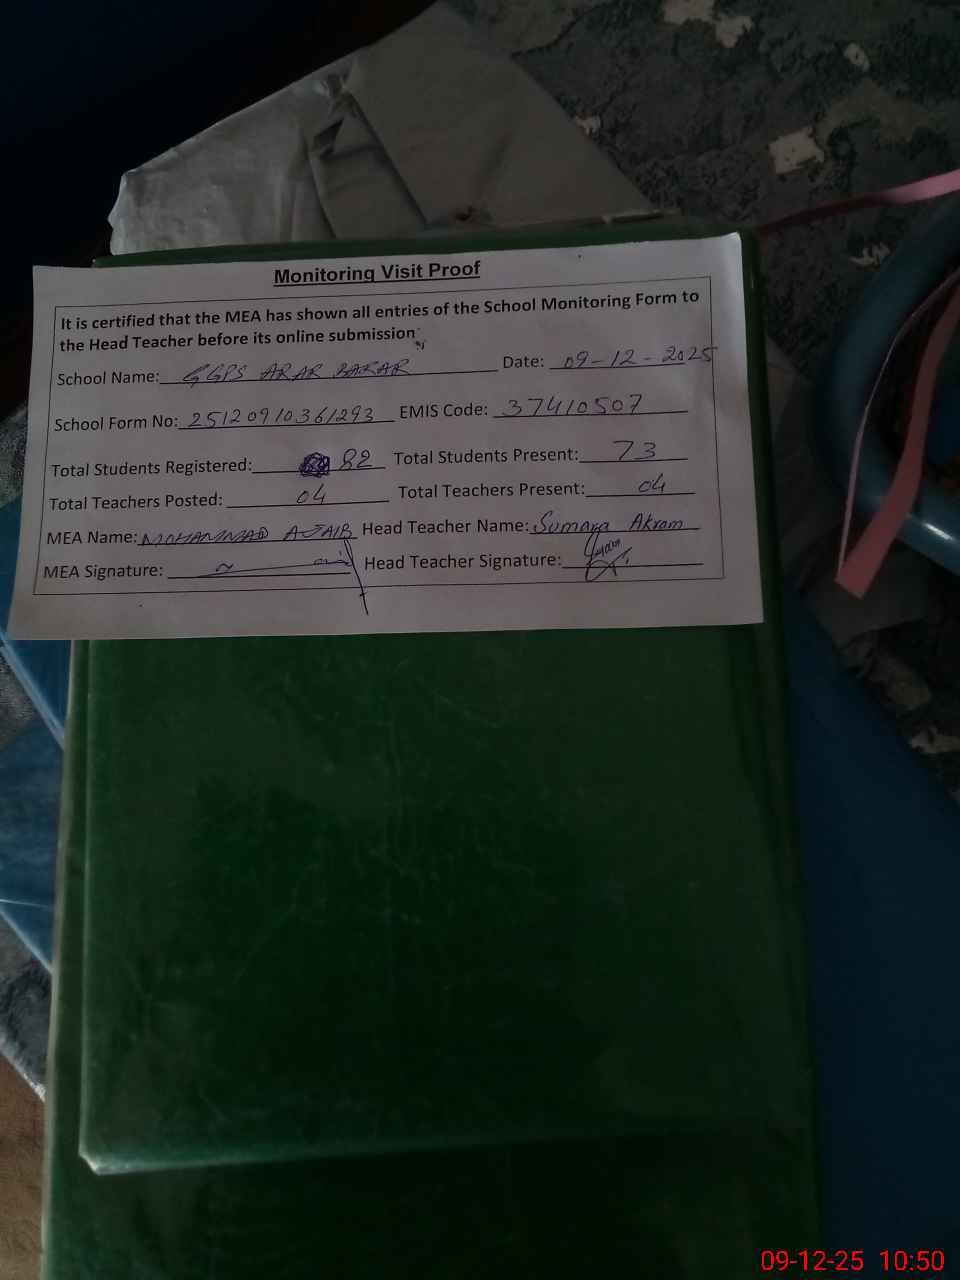 Monitoring Visit Proof
It is certified that the MEA has shown all entries of the School Monitoring Form to
the Head Teacher before its online submission.
School Name: GGPS ARAR BARAR Date: 09-12-2025
School Form No: 25120910361293 EMIS Code: 37410507
Total Students Registered: 82 Total Students Present: 73
Total Teachers Posted: 04 Total Teachers Present: 04
MEA Name: MOHAMMAD AJAIB Head Teacher Name: Sumaya Akram
MEA Signature: Head Teacher Signature:
09-12-25 10:50